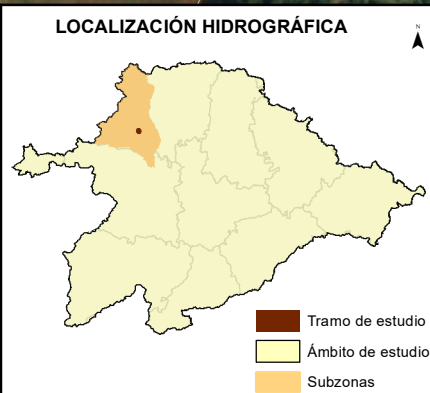 LOCALIZACIÓN HIDROGRÁFICA
N
Tramo de estudio
Ámbito de estudio
Subzonas